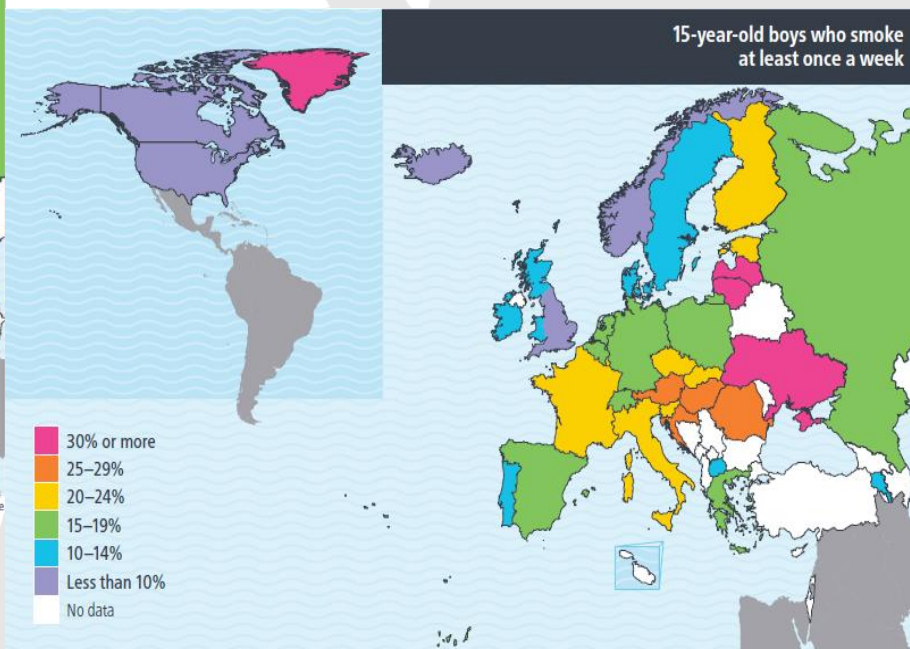 15-year-old boys who smoke
at least once a week
30% or more
25–29%
20–24%
15–19%
10–14%
Less than 10%
No data
e